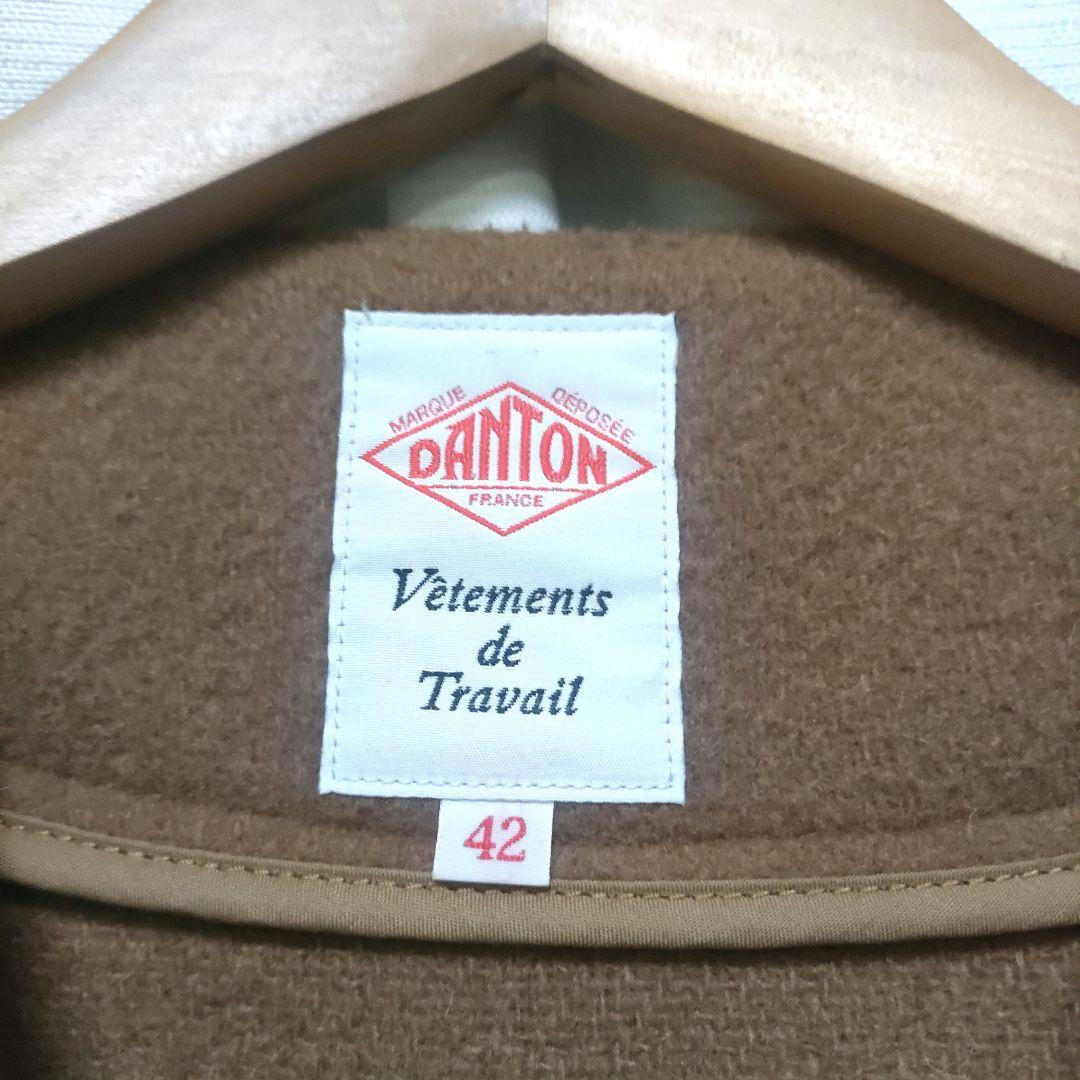 MARQUE DÉPOSÉE
DANTON
FRANCE
Vêtements
de
Travail
42